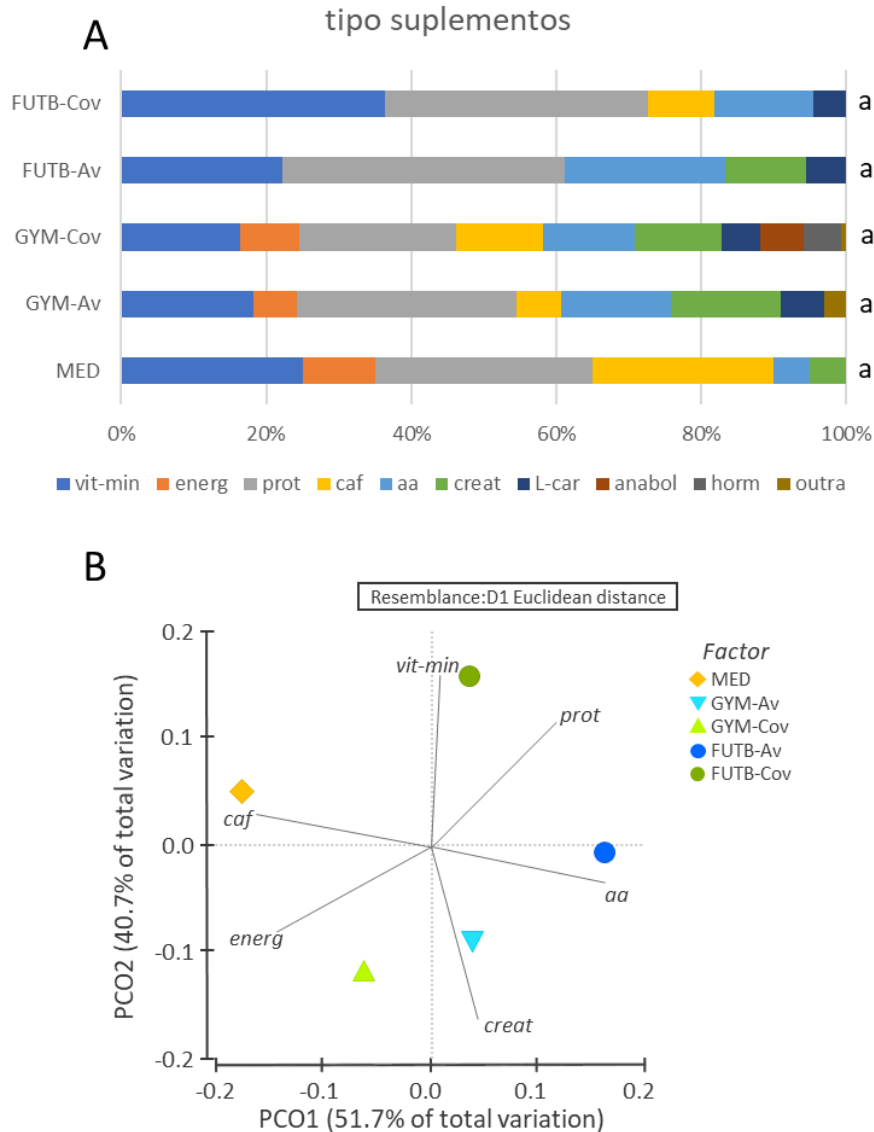 A
tipo suplementos
FUTB-Cov a
FUTB-Av a
GYM-Cov a
GYM-Av a
MED a
0% 20% 40% 60% 80% 100%
vit-min energ prot caf aa creat L-car anabol horm outra
B
Resemblance:D1 Euclidean distance
Factor
MED
GYM-Av
GYM-Cov
FUTB-Av
FUTB-Cov
PCO2 (40.7% of total variation)
0.2
0.1
0.0
-0.1
-0.2
vit-min
prot
caf
aa
energ
creat
-0.2 -0.1 0.0 0.1 0.2
PCO1 (51.7% of total variation)